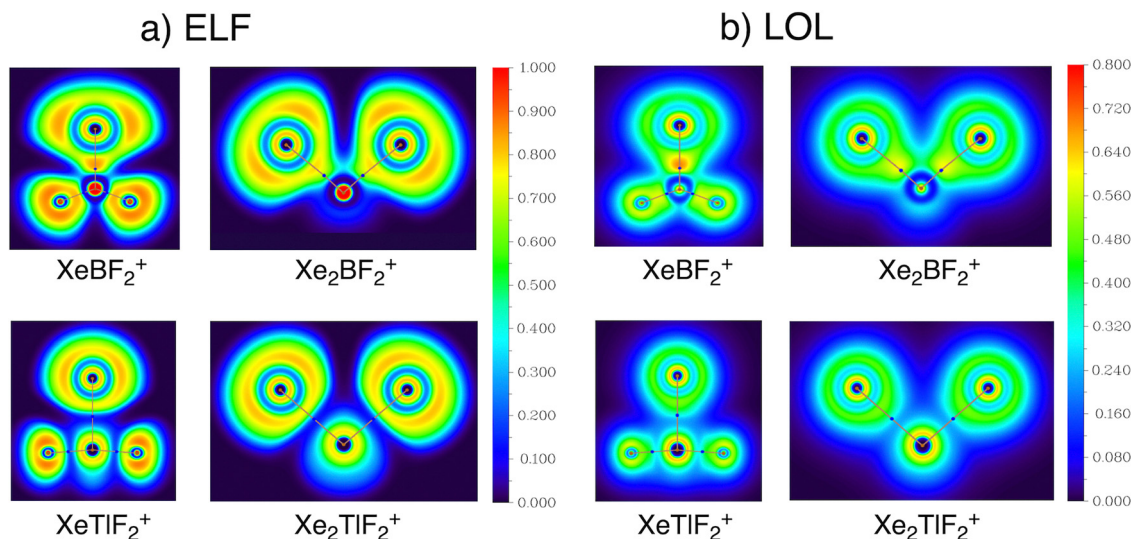 a) ELF
b) LOL
XeBF₂⁺
Xe₂BF₂⁺
1.000
0.900
0.800
0.700
0.600
0.500
0.400
0.300
0.200
0.100
0.000
XeBF₂⁺
Xe₂BF₂⁺
0.800
0.720
0.640
0.560
0.480
0.400
0.320
0.240
0.160
0.080
0.000
XeTlF₂⁺
Xe₂TlF₂⁺
XeTlF₂⁺
Xe₂TlF₂⁺